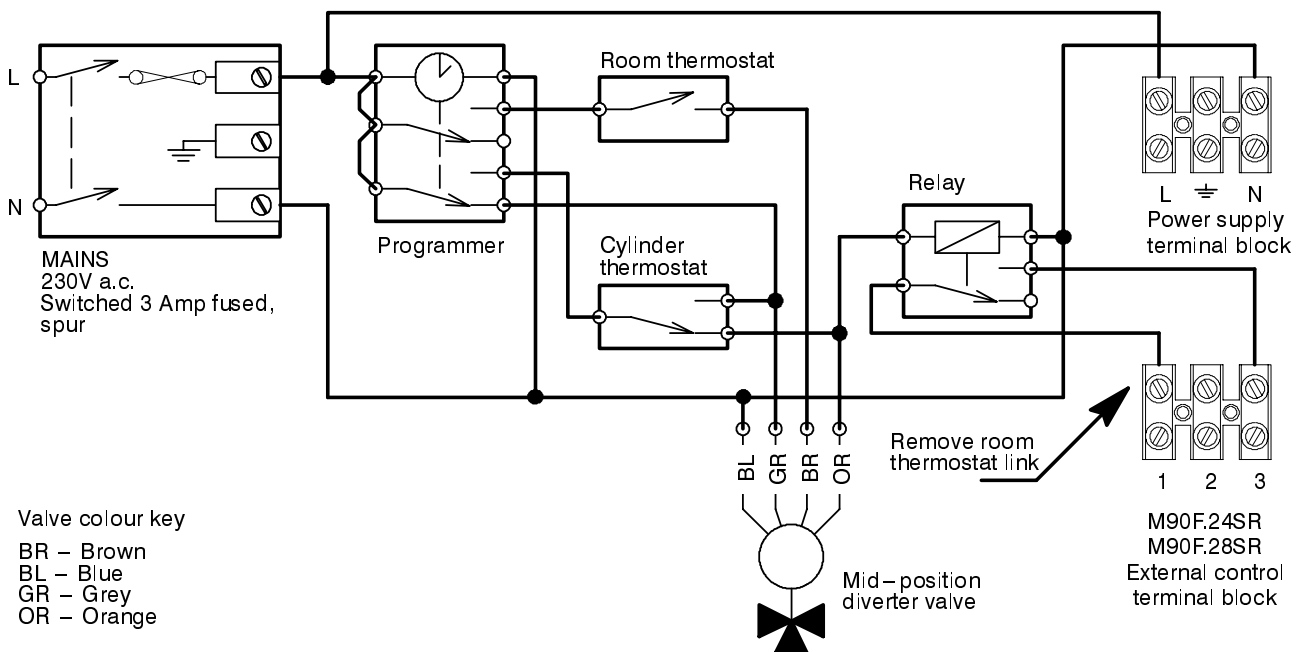 L
N
MAINS
230V a.c.
Switched 3 Amp fused,
spur
Programmer
Room thermostat
Cylinder
thermostat
Relay
L
N
Power supply
terminal block
Remove room
thermostat link
1 2 3
M90F.24SR
M90F.28SR
External control
terminal block
BL
GR
BR
OR
Mid – position
diverter valve
Valve colour key
BR – Brown
BL – Blue
GR – Grey
OR – Orange